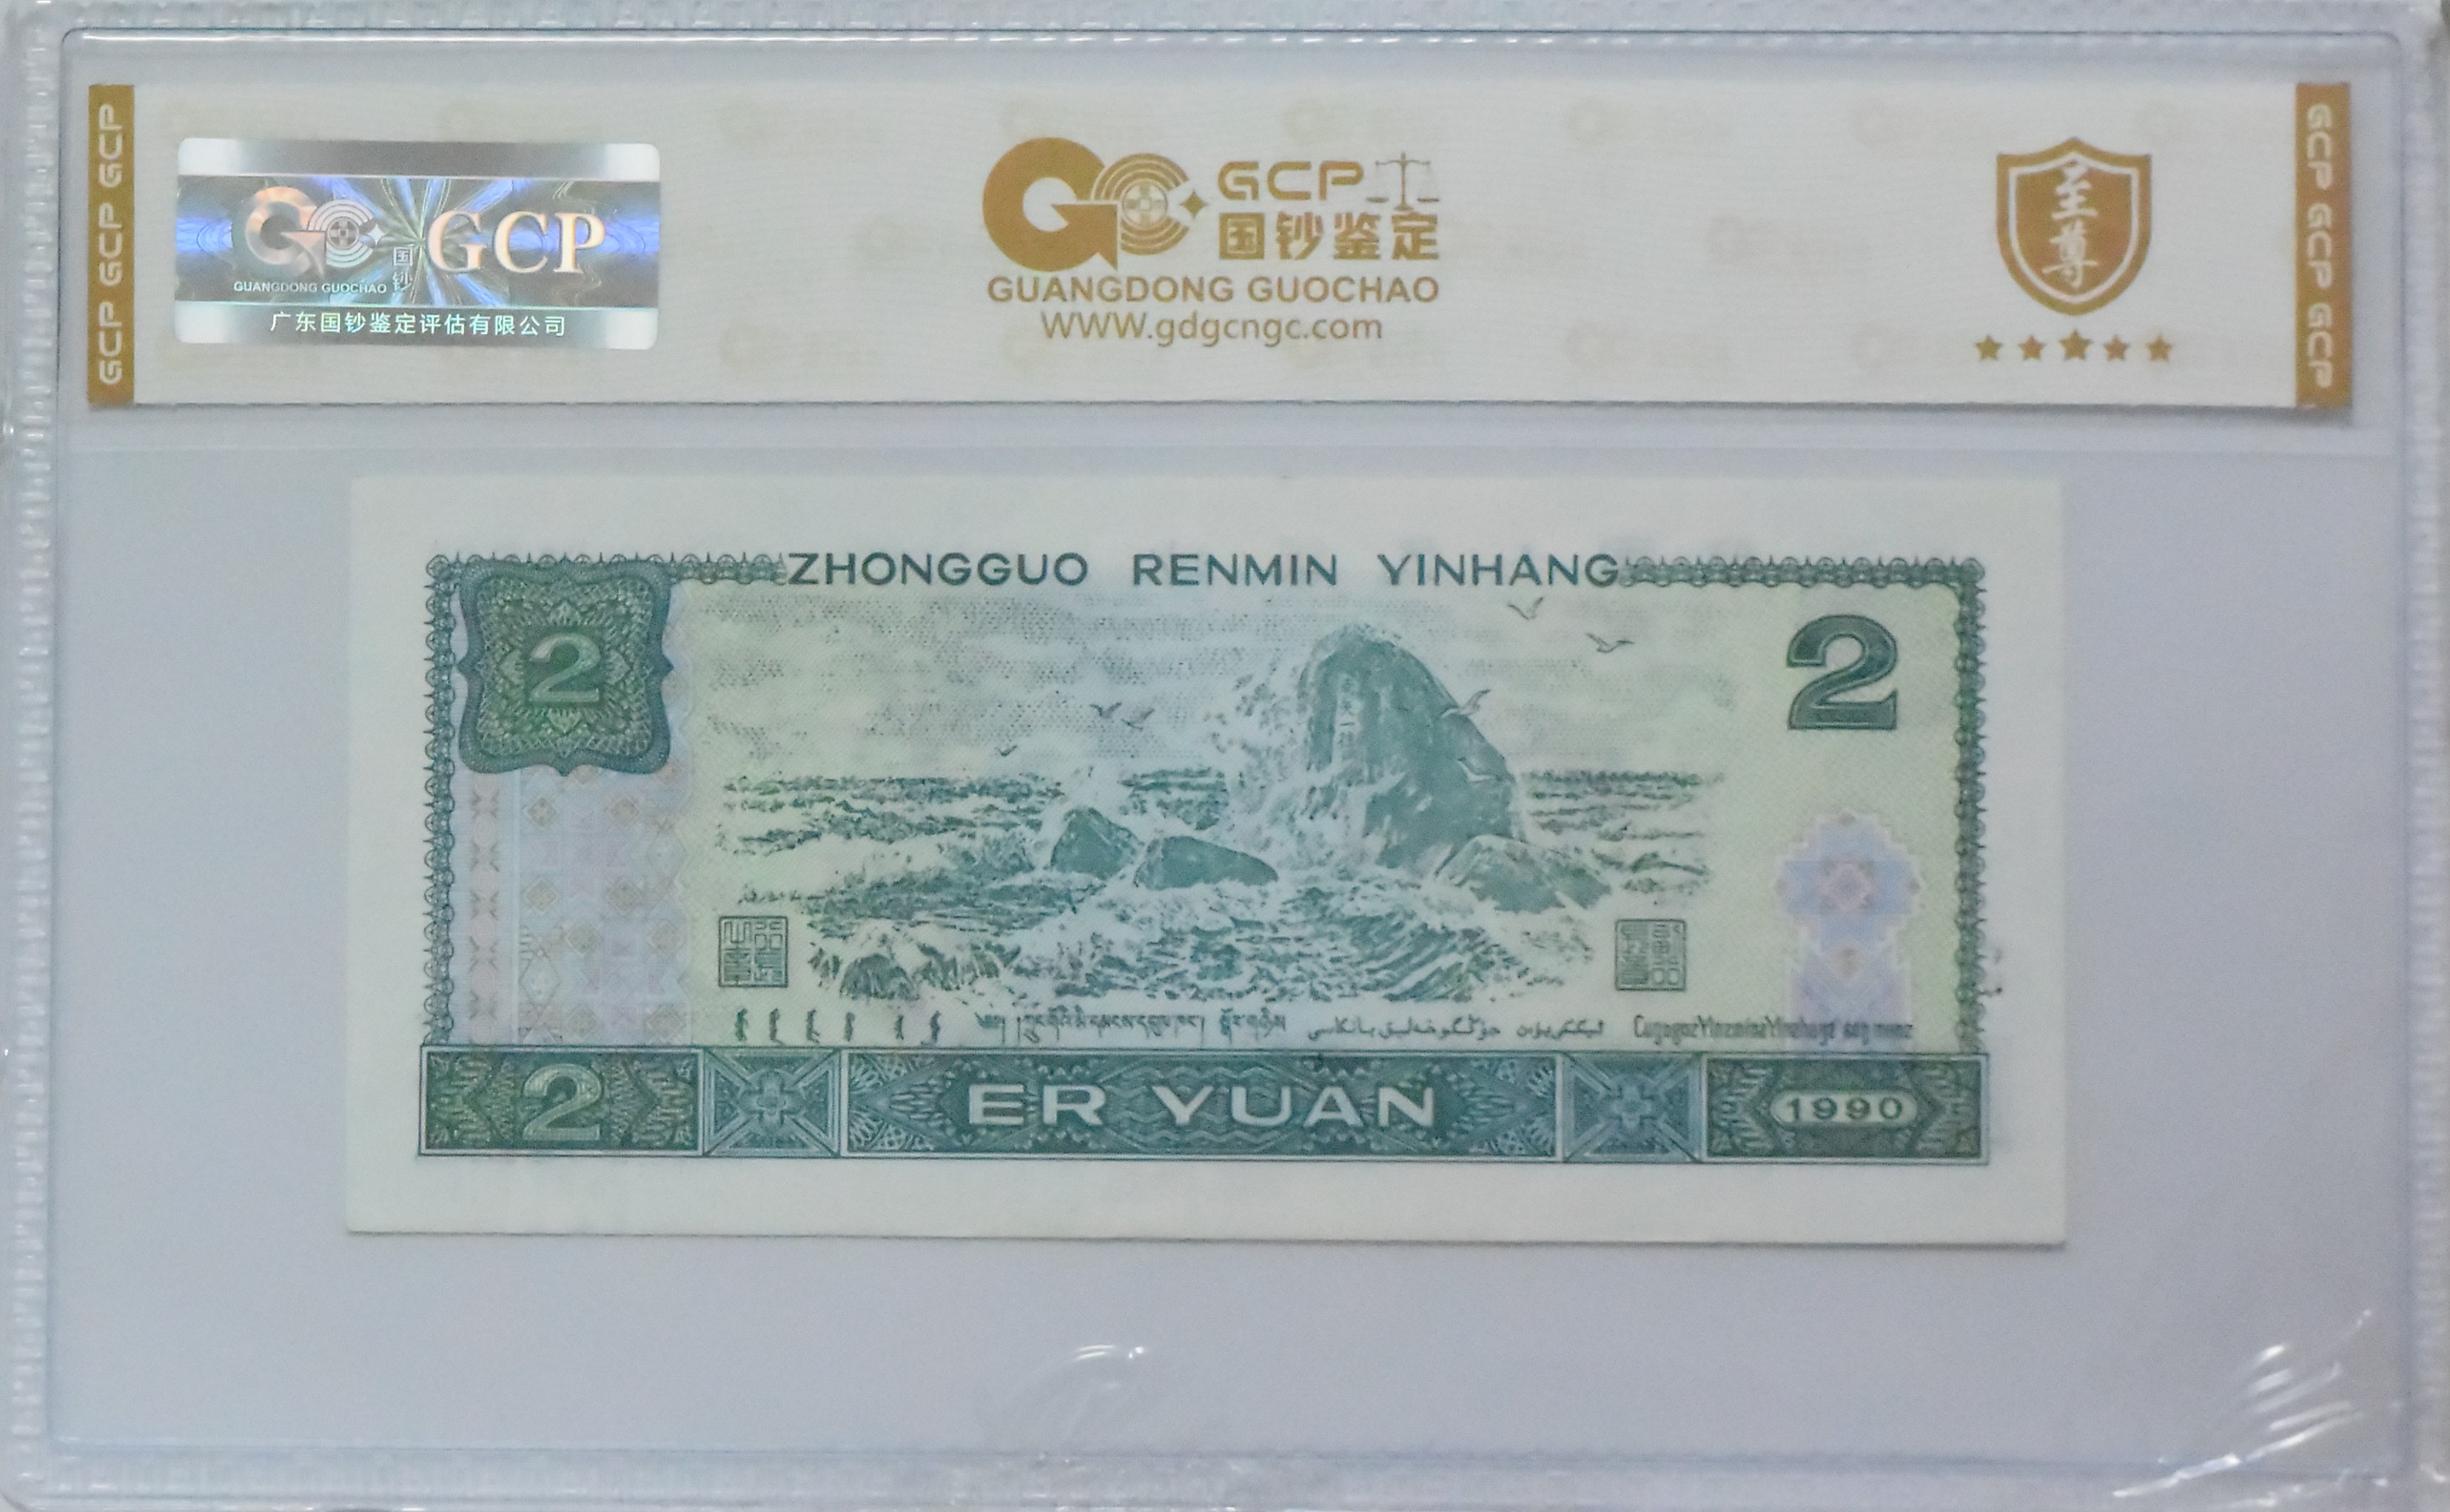 GCP GCP GCP
GCP
国钞
GUANGDONG GUOCHAO
广东国钞鉴定评估有限公司
GCP
国钞鉴定
GUANGDONG GUOCHAO
WWW.gdgcngc.com
至尊
GCP GCP GCP
ZHONGGUO RENMIN YINHANG
2
2
2
ER YUAN
1990